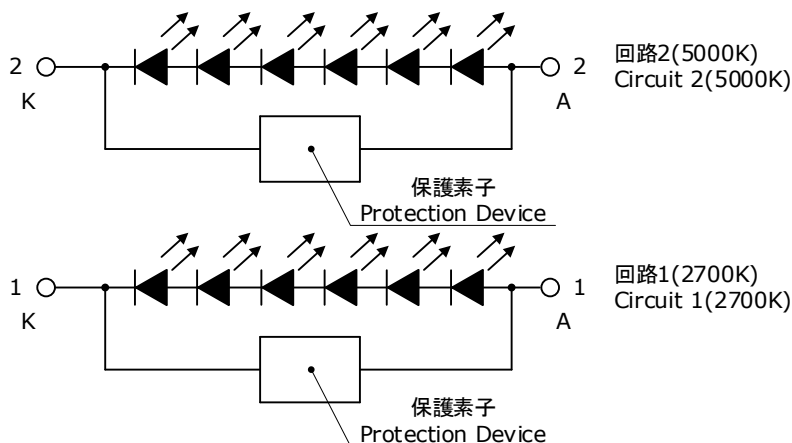 2
K
2
A
回路2(5000K)
Circuit 2(5000K)
保護素子
Protection Device
1
K
1
A
回路1(2700K)
Circuit 1(2700K)
保護素子
Protection Device